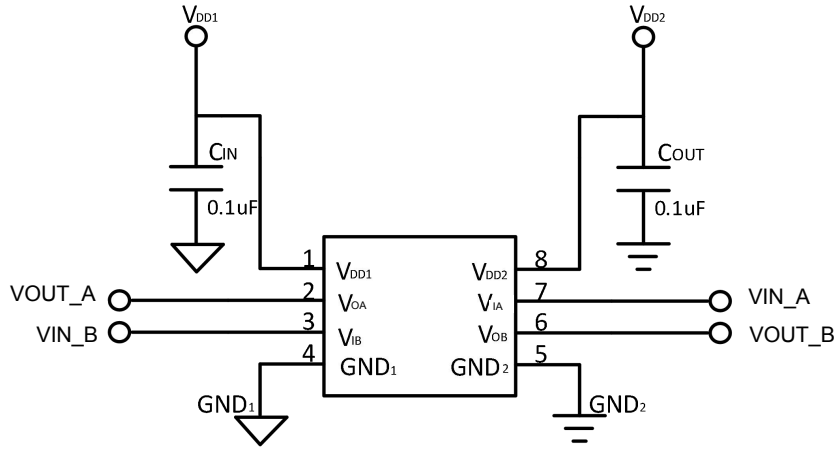 VDD1
VDD2
CIN
0.1uF
COUT
0.1uF
1
VDD1
VDD2
8
VOUT_A
2
VOA
VIA
7
VIN_A
VIN_B
3
VIB
VOB
6
VOUT_B
4
GND1
GND2
5
GND1
GND2